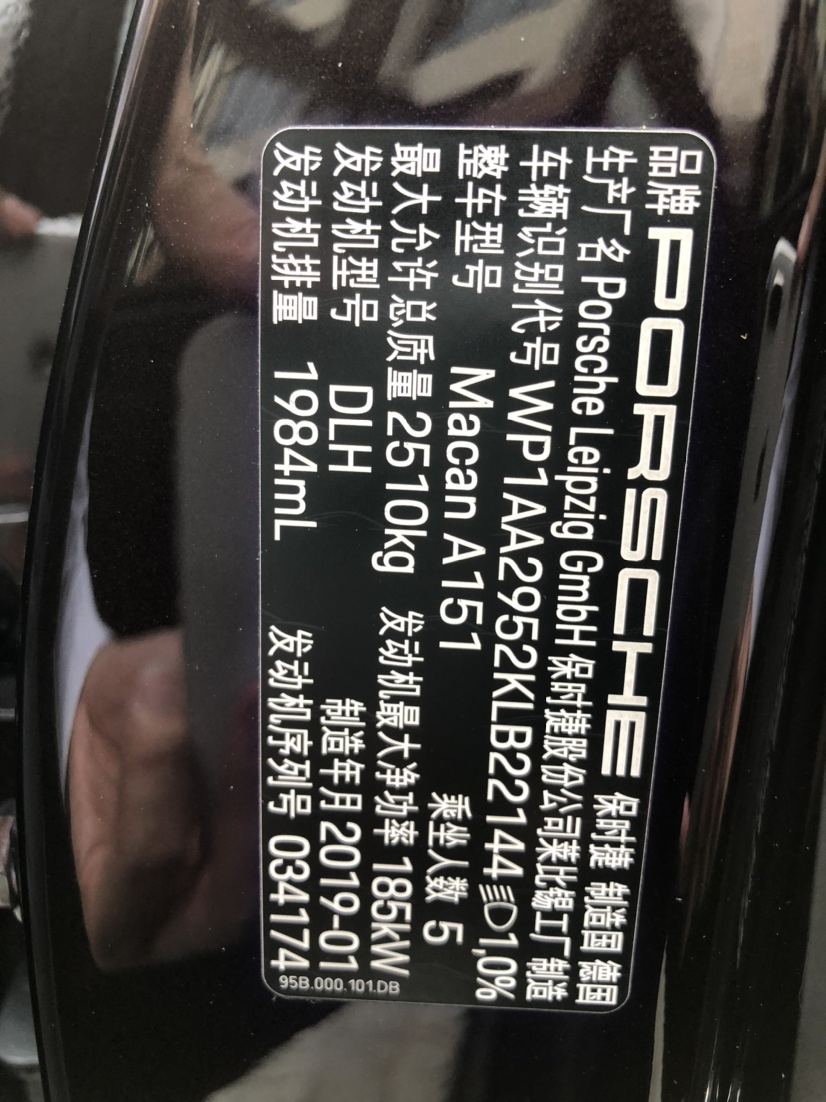 品牌 PORSCHE 保时捷 制造国 德国
生产厂名 Porsche Leipzig GmbH 保时捷股份公司莱比锡工厂 制造
车辆识别代号 WP1AA2952KLB22144 1,0%
整车型号 Macan A151 乘坐人数 5
最大允许总质量 2510kg 发动机最大净功率 185kW
发动机型号 DLH 制造年月 2019-01
发动机排量 1984mL 发动机序列号 034174
95B.000.101.DB